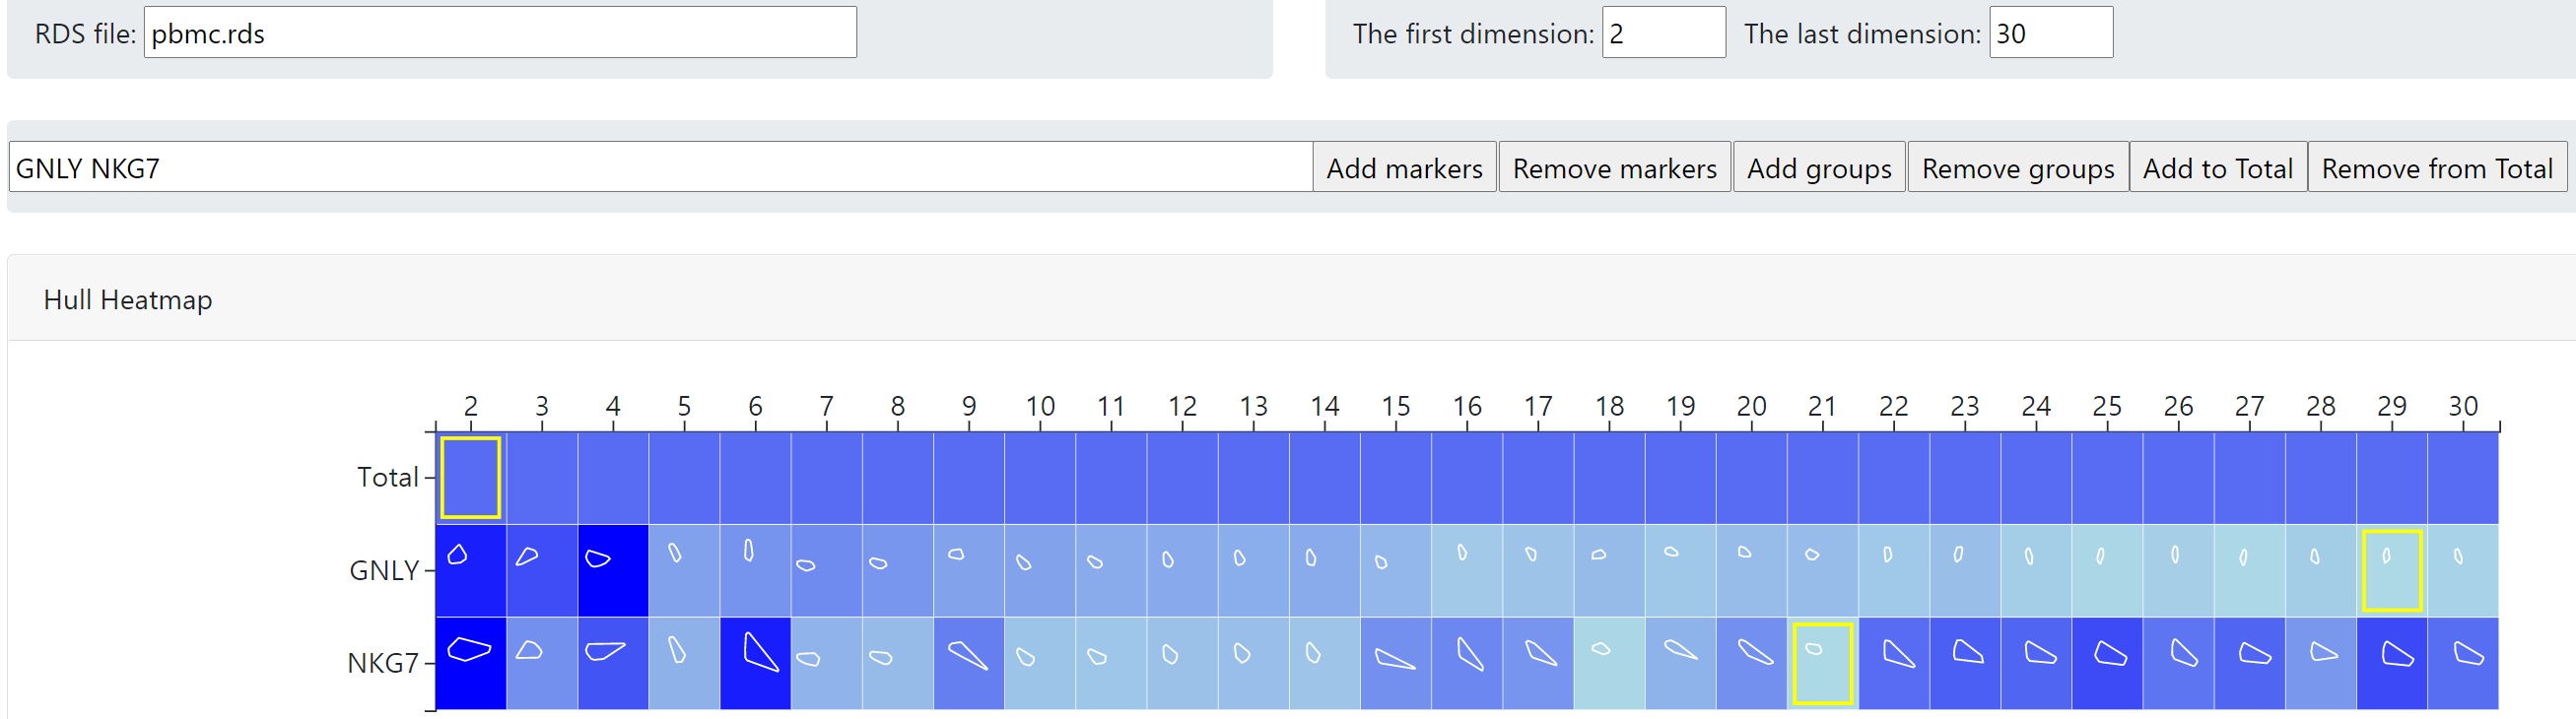 RDS file: pbmc.rds The first dimension: 2 The last dimension: 30
GNLY NKG7 Add markers Remove markers Add groups Remove groups Add to Total Remove from Total
Hull Heatmap
2 3 4 5 6 7 8 9 10 11 12 13 14 15 16 17 18 19 20 21 22 23 24 25 26 27 28 29 30
Total
GNLY
NKG7